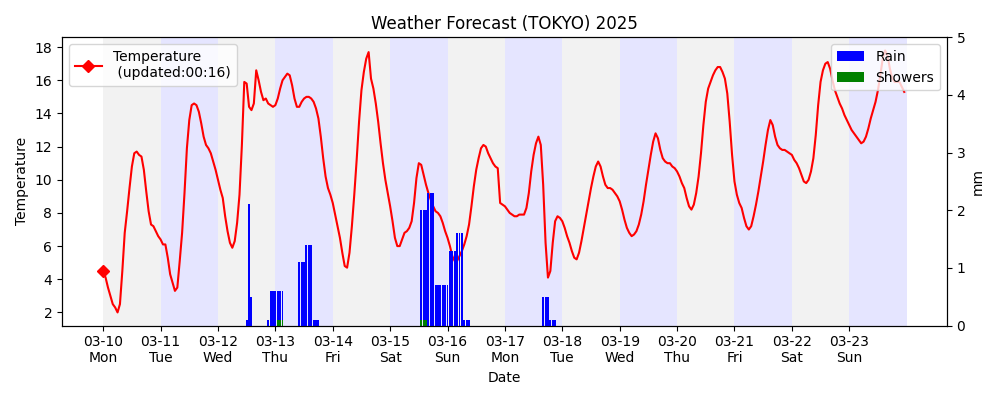 Weather Forecast (TOKYO) 2025
Temperature
(updated:00:16)
Rain
Showers
Temperature
18
16
14
12
10
8
6
4
2
5
4
3
2
1
0
mm
03-10 03-11 03-12 03-13 03-14 03-15 03-16 03-17 03-18 03-19 03-20 03-21 03-22 03-23
Mon Tue Wed Thu Fri Sat Sun Mon Tue Wed Thu Fri Sat Sun
Date